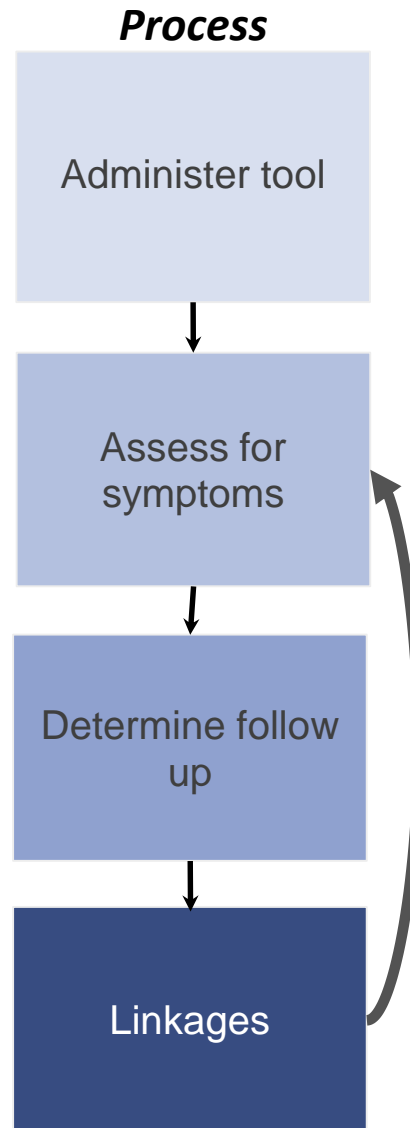 Process
Administer tool
Assess for
symptoms
Determine follow
up
Linkages